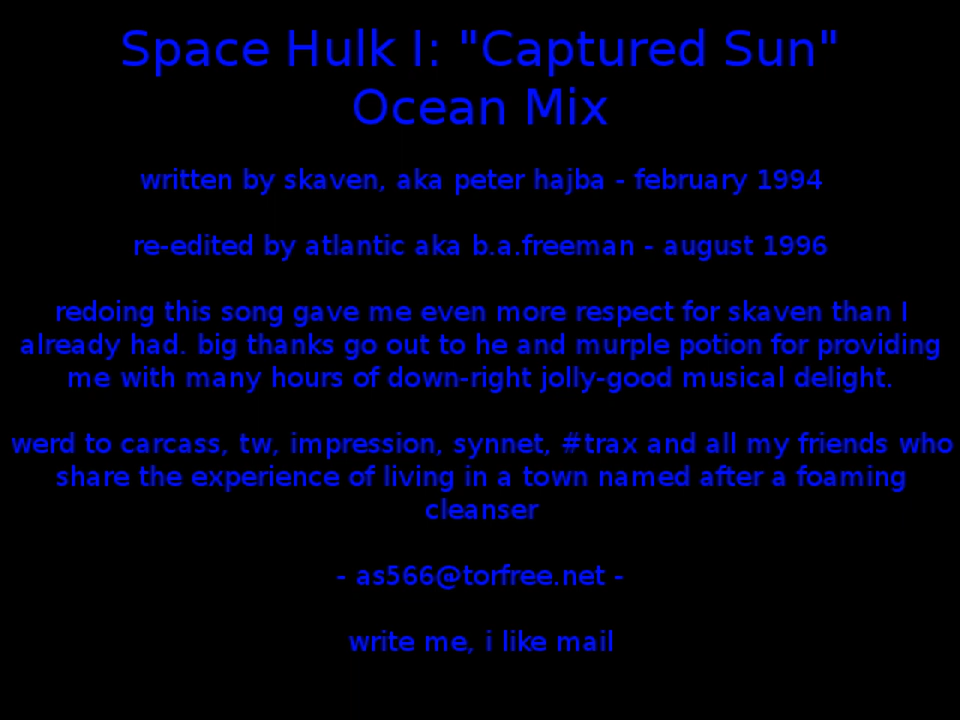 Space Hulk I: "Captured Sun"
Ocean Mix
written by skaven, aka peter hajba - february 1994
re-edited by atlantic aka b.a.freeman - august 1996
redoing this song gave me even more respect for skaven than I
already had. big thanks go out to he and murple potion for providing
me with many hours of down-right jolly-good musical delight.
werd to carcass, tw, impression, synnet, #trax and all my friends who
share the experience of living in a town named after a foaming
cleanser
- as566@torfree.net -
write me, i like mail